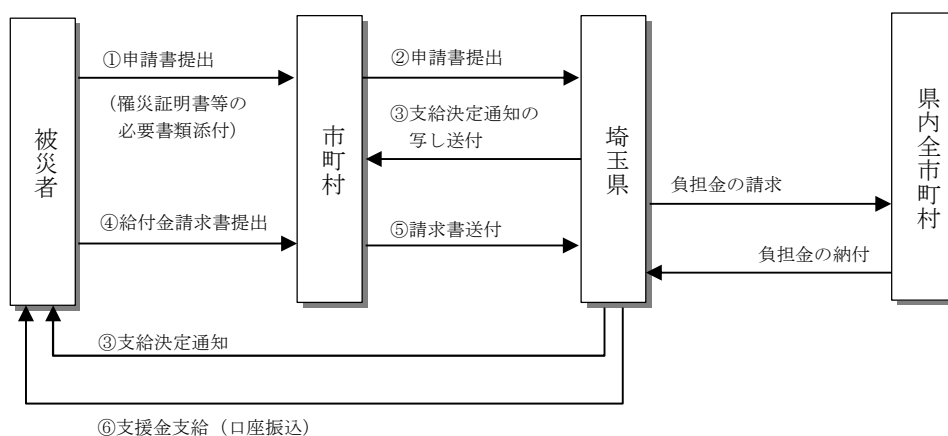 ①申請書提出
(罹災証明書等の
必要書類添付)
②申請書提出
③支給決定通知の
写し送付
被災者
市町村
埼玉県
県内全市町村
負担金の請求
④給付金請求書提出
⑤請求書送付
負担金の納付
③支給決定通知
⑥支援金支給(口座振込)